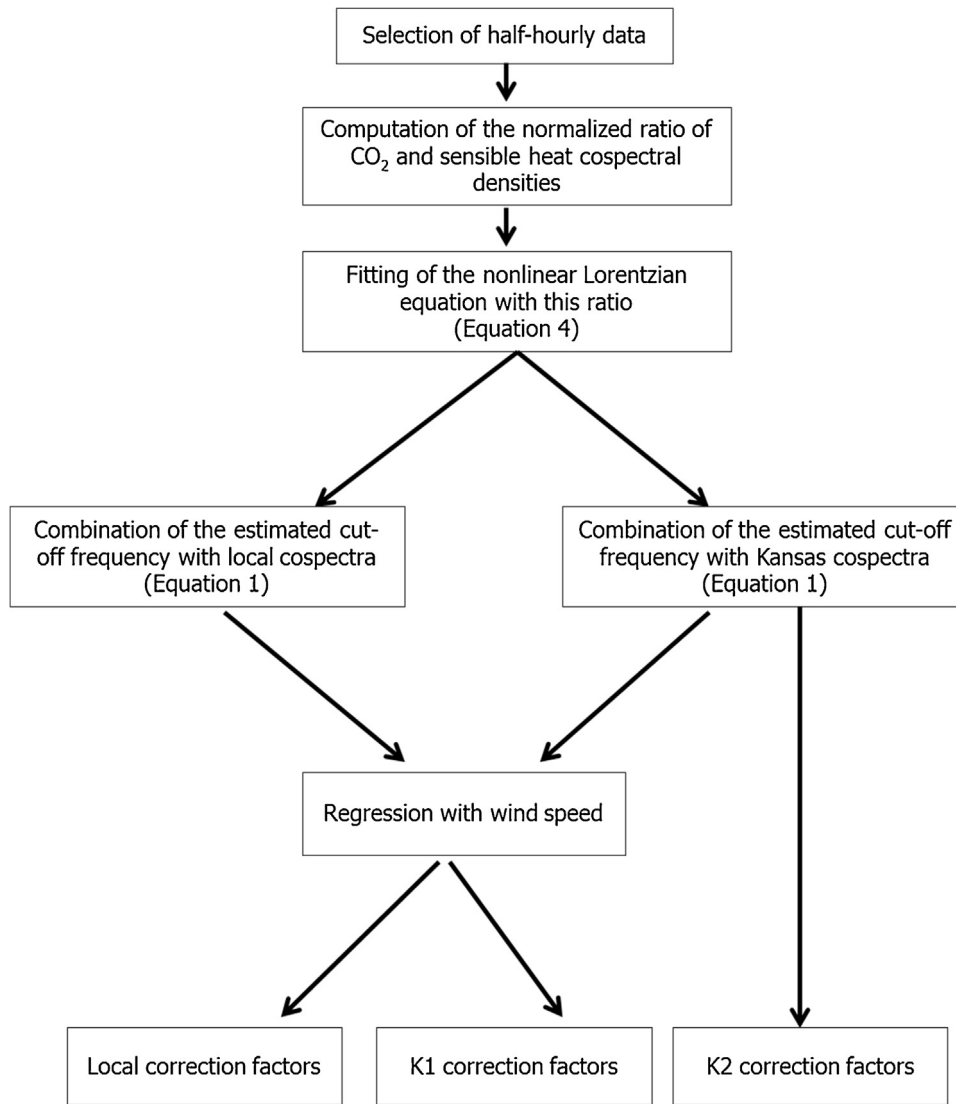 Selection of half-hourly data
Computation of the normalized ratio of
CO₂ and sensible heat cospectral
densities
Fitting of the nonlinear Lorentzian
equation with this ratio
(Equation 4)
Combination of the estimated cut-
off frequency with local cospectra
(Equation 1)
Combination of the estimated cut-off
frequency with Kansas cospectra
(Equation 1)
Regression with wind speed
Local correction factors
K1 correction factors
K2 correction factors